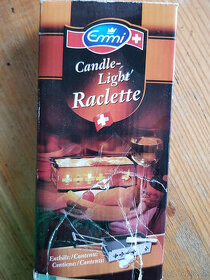 Emmi
Candle-
Light
Raclette
Enthält:/Contenu:
Contiene:/Contents: